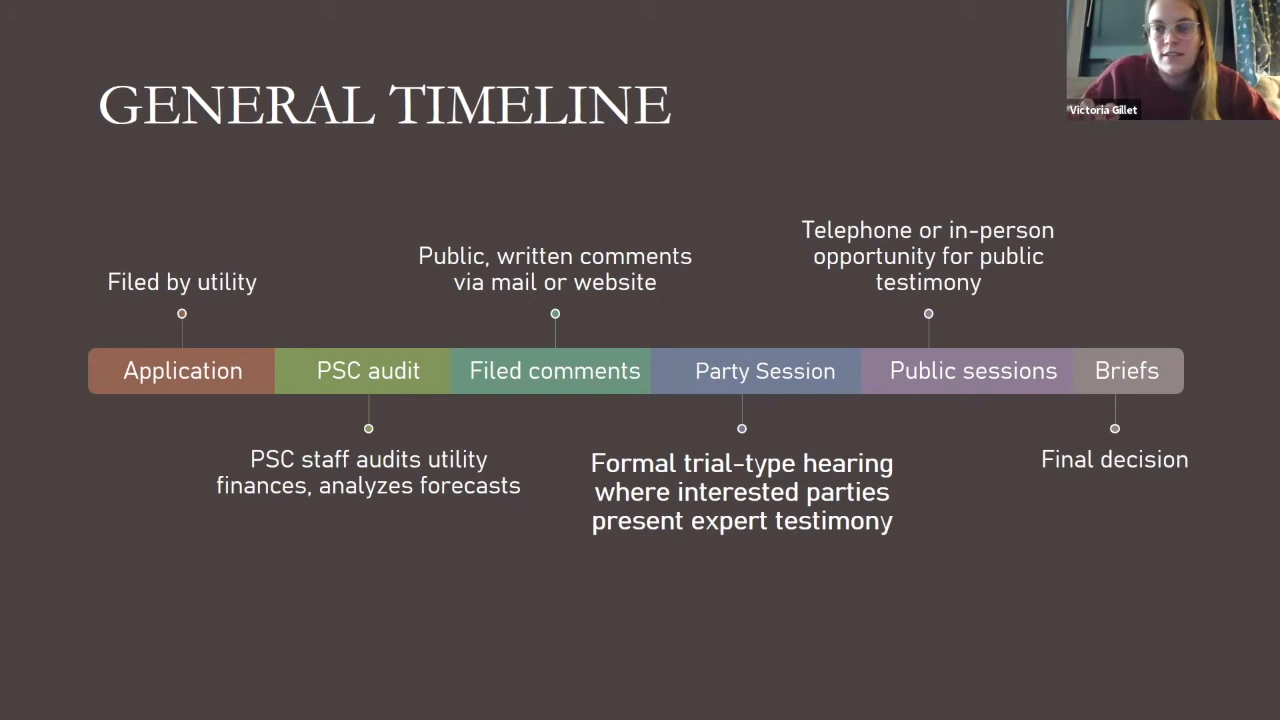 Victoria Gillet
GENERAL TIMELINE
Filed by utility
Public, written comments
via mail or website
Telephone or in-person
opportunity for public
testimony
Application
PSC audit
Filed comments
Party Session
Public sessions
Briefs
PSC staff audits utility
finances, analyzes forecasts
Formal trial-type hearing
where interested parties
present expert testimony
Final decision